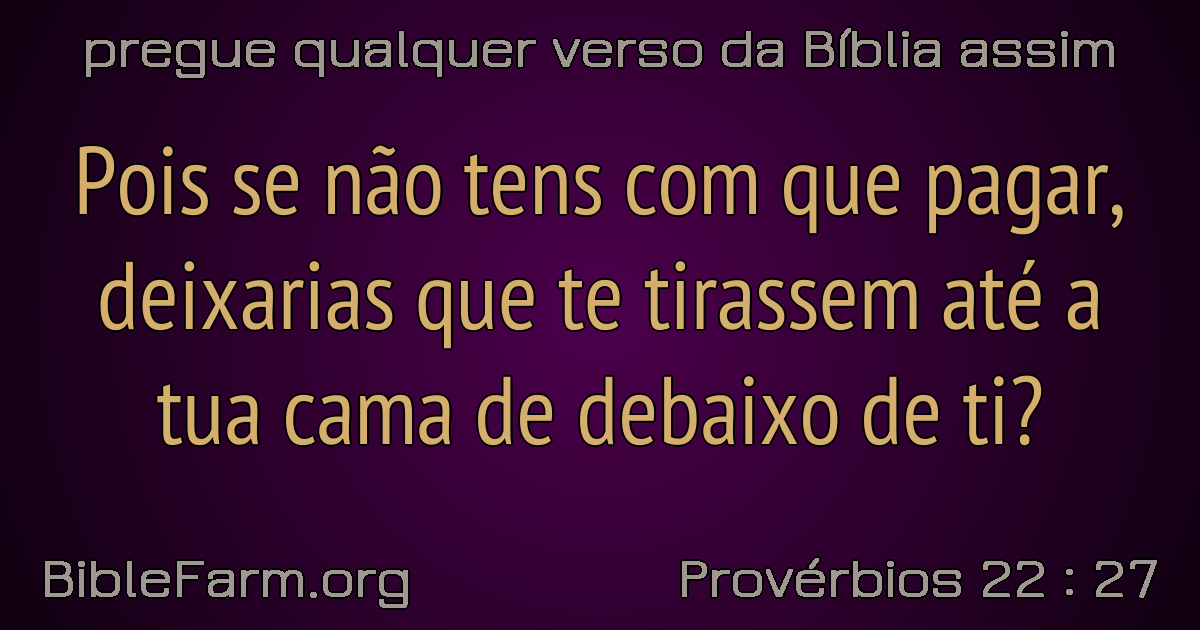 pregue qualquer verso da Bíblia assim
Pois se não tens com que pagar,
deixarias que te tirassem até a
tua cama de debaixo de ti?
BibleFarm.org
Provérbios 22 : 27